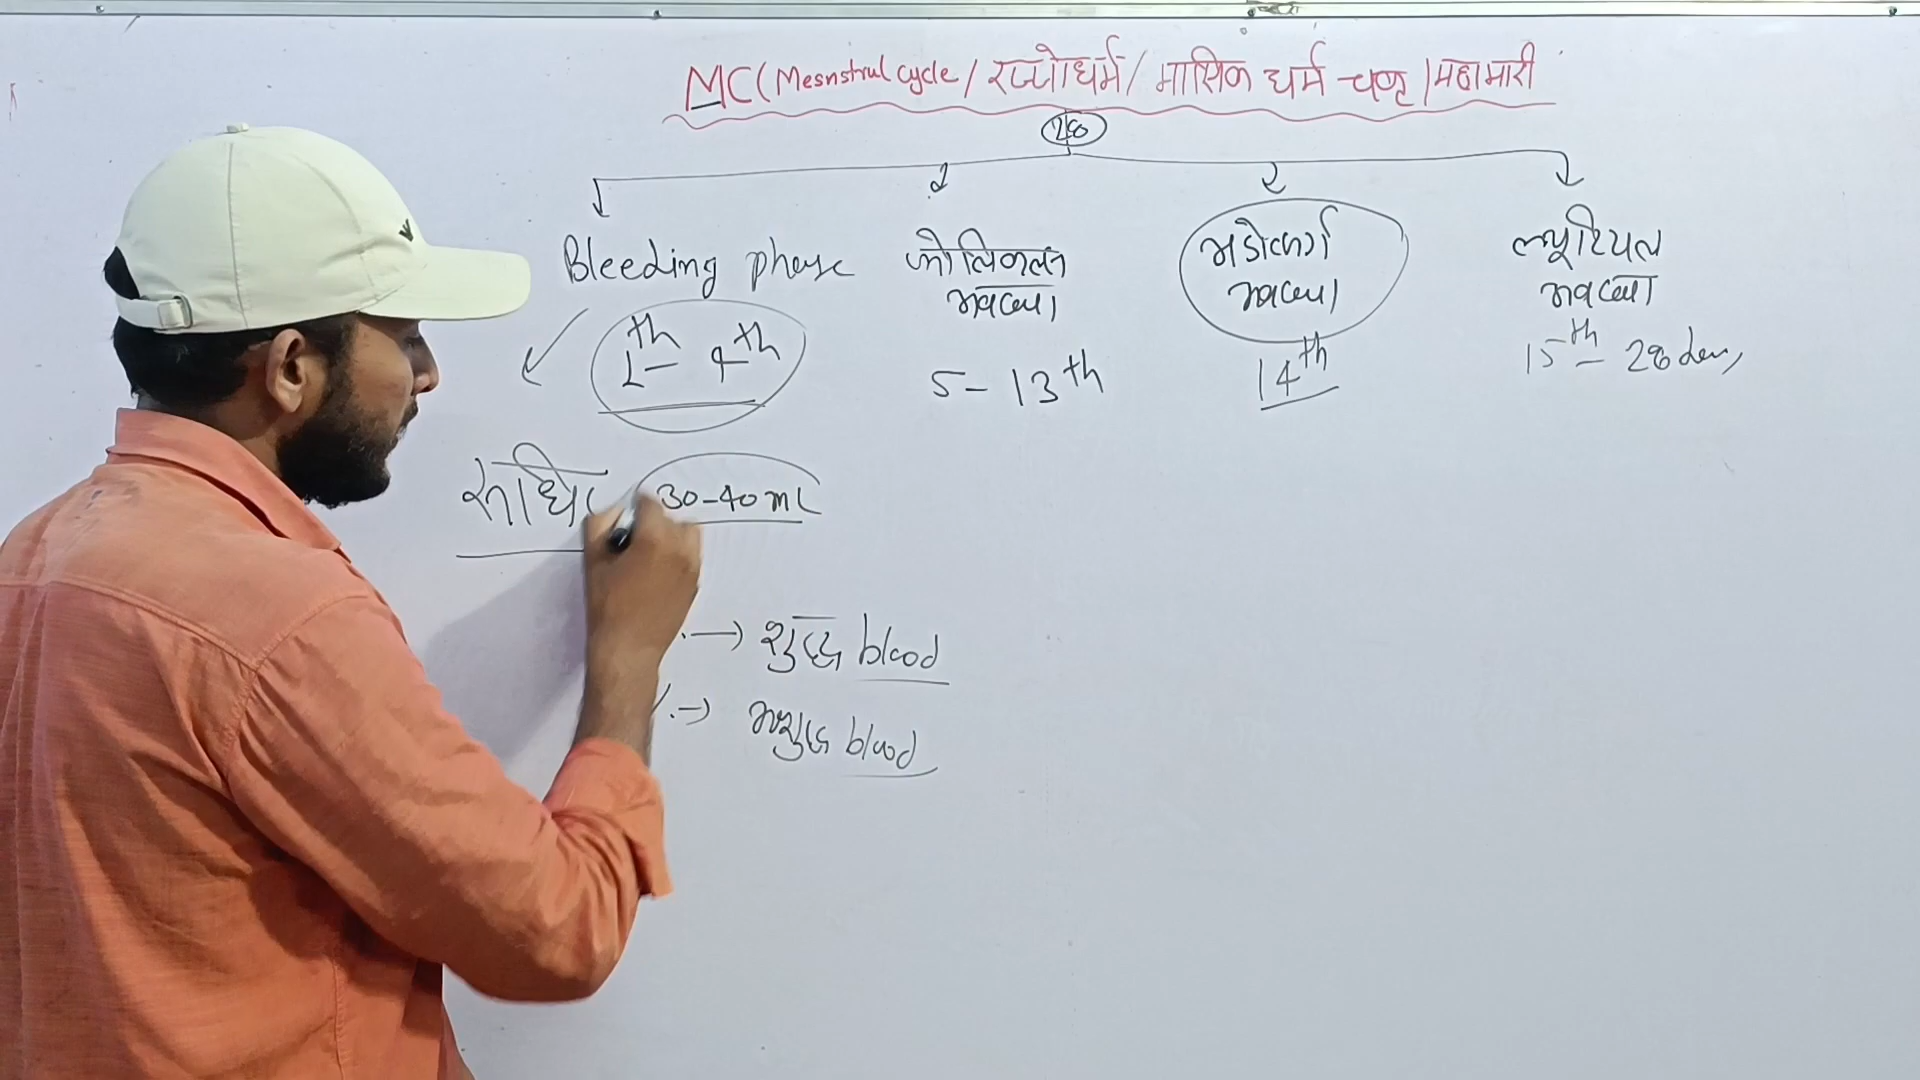 MC (Mesnstrul cycle / रजोधर्म / मासिक धर्म चक्र / महामारी
28
Bleeding phase
1th - 4th
फोलिकुलर
अवस्था
5 - 13th
अंडोत्सर्ग
अवस्था
14th
ल्यूटियल
अवस्था
15th - 28 day
रूधिर 30-40 ml
→ शुद्ध blood
→ अशुद्ध blood